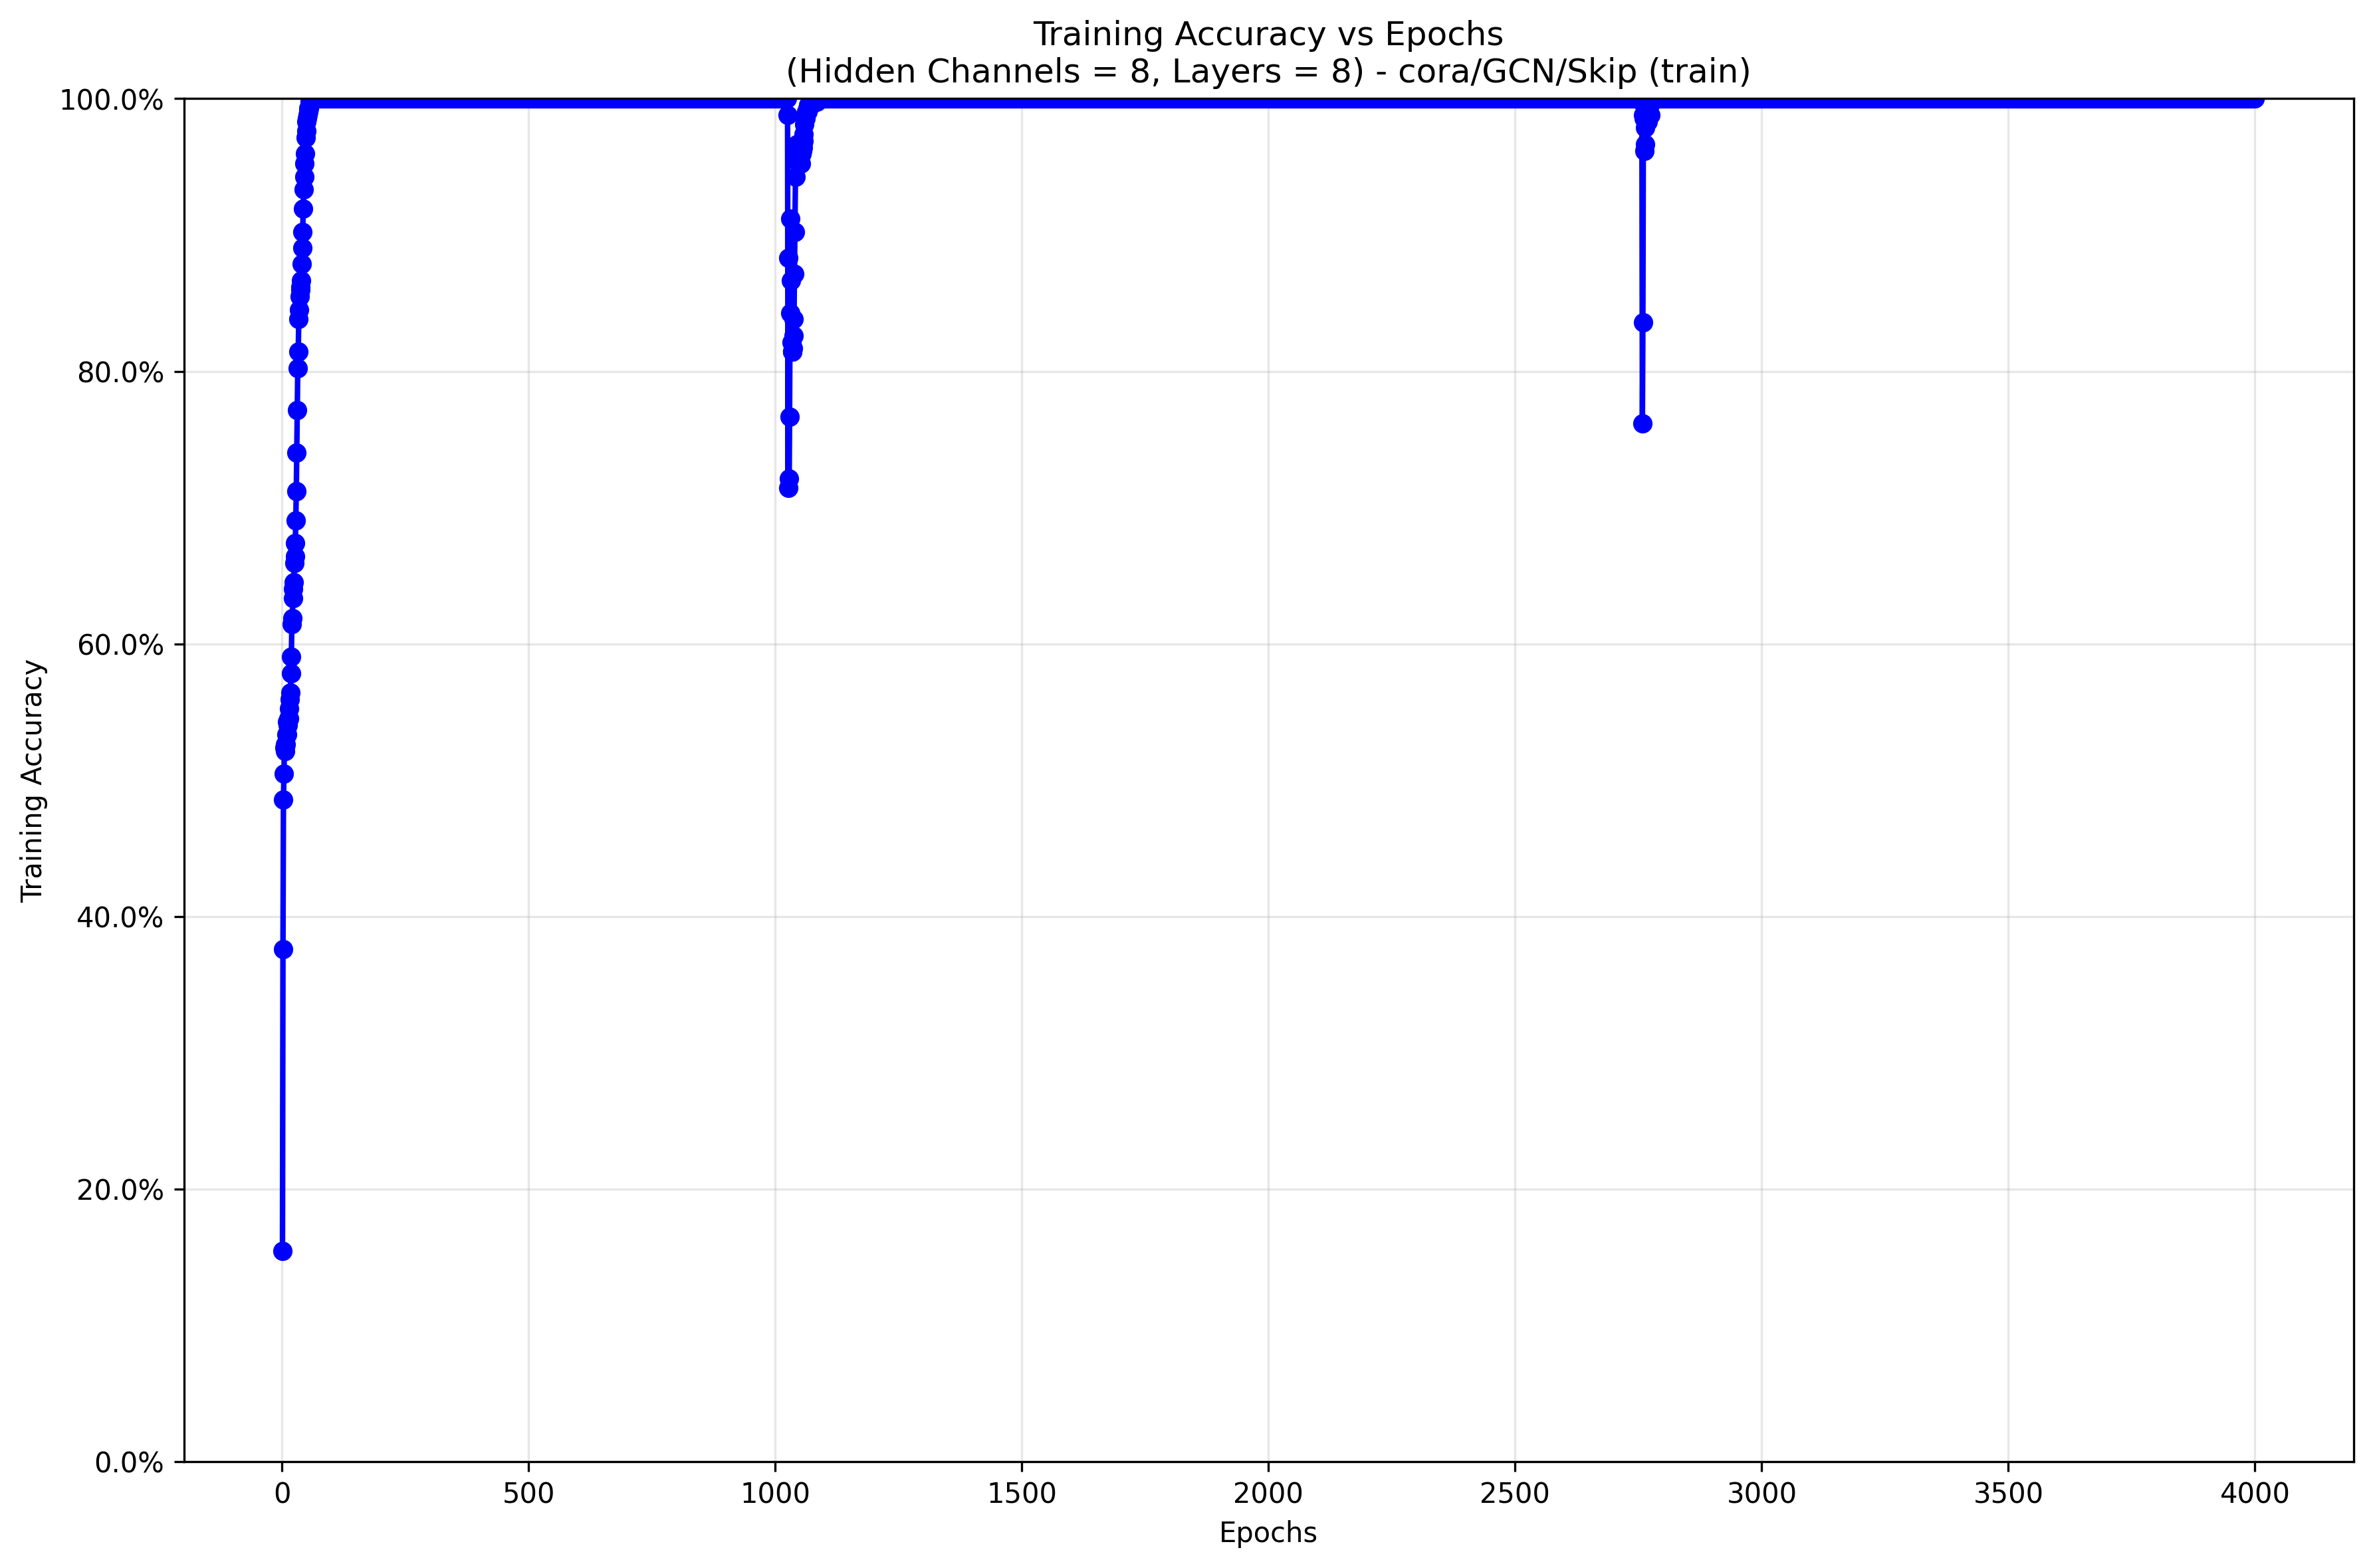 Training Accuracy vs Epochs
(Hidden Channels = 8, Layers = 8) - cora/GCN/Skip (train)
100.0%
80.0%
60.0%
40.0%
20.0%
0.0%
Training Accuracy
0 500 1000 1500 2000 2500 3000 3500 4000
Epochs